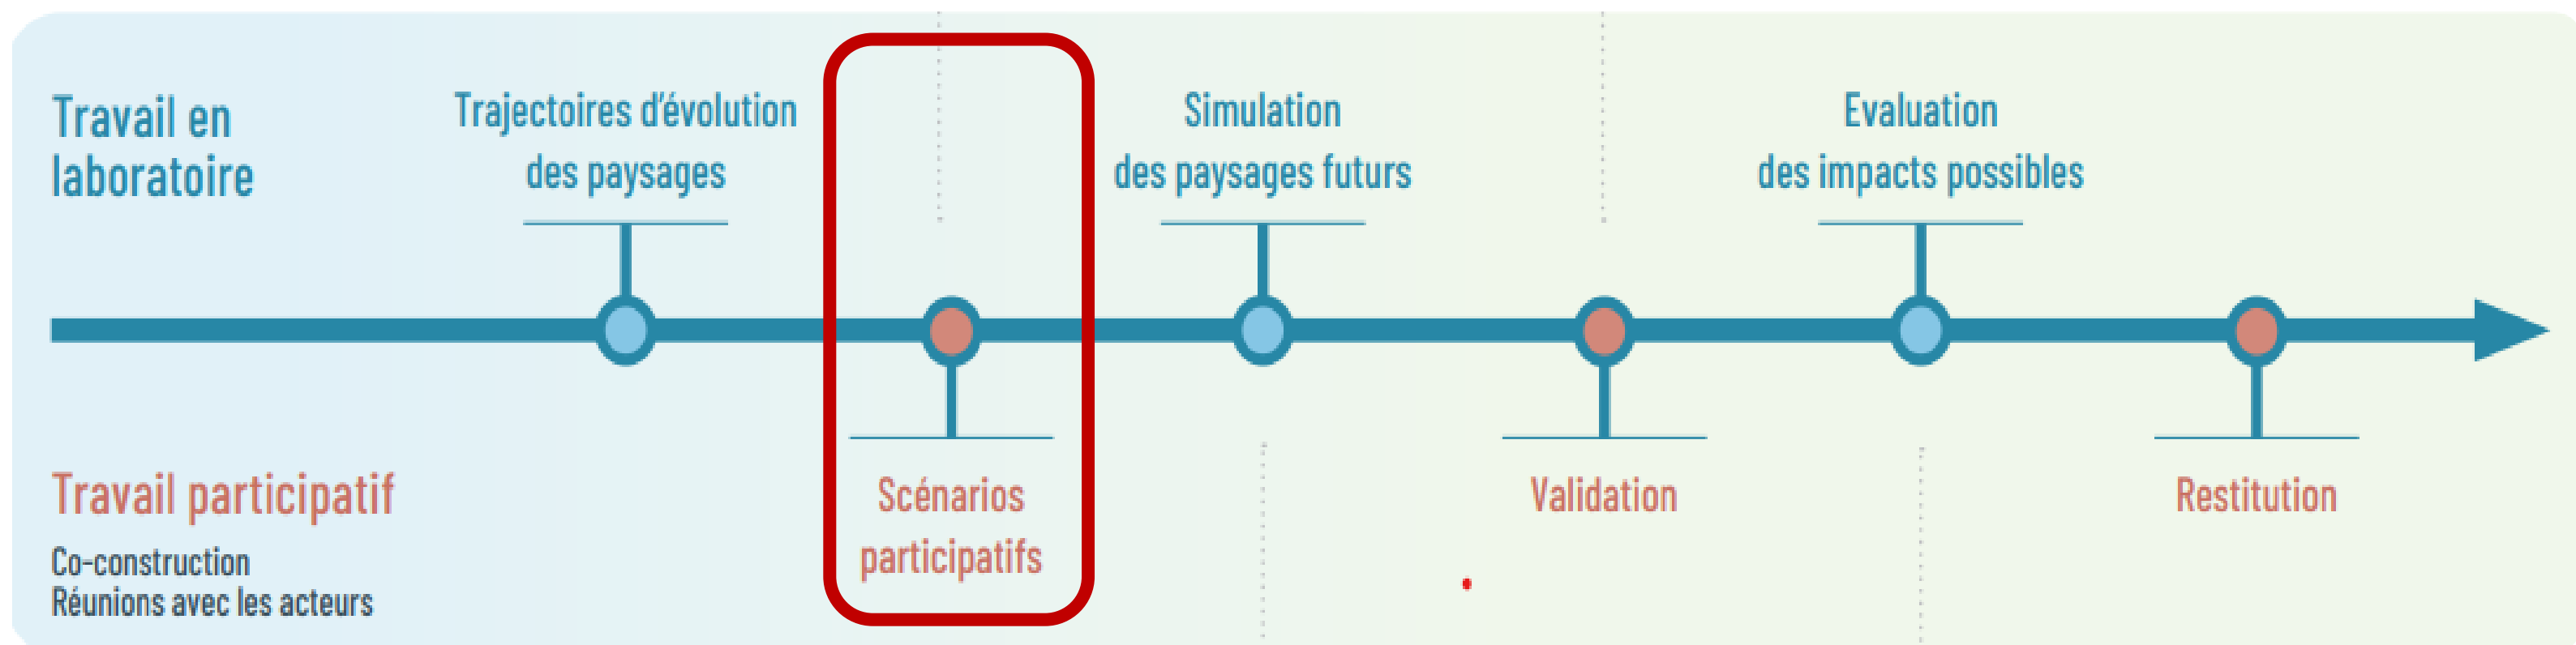 Travail en
laboratoire
Trajectoires d'évolution
des paysages
Simulation
des paysages futurs
Evaluation
des impacts possibles
Travail participatif
Co-construction
Réunions avec les acteurs
Scénarios
participatifs
Validation
Restitution